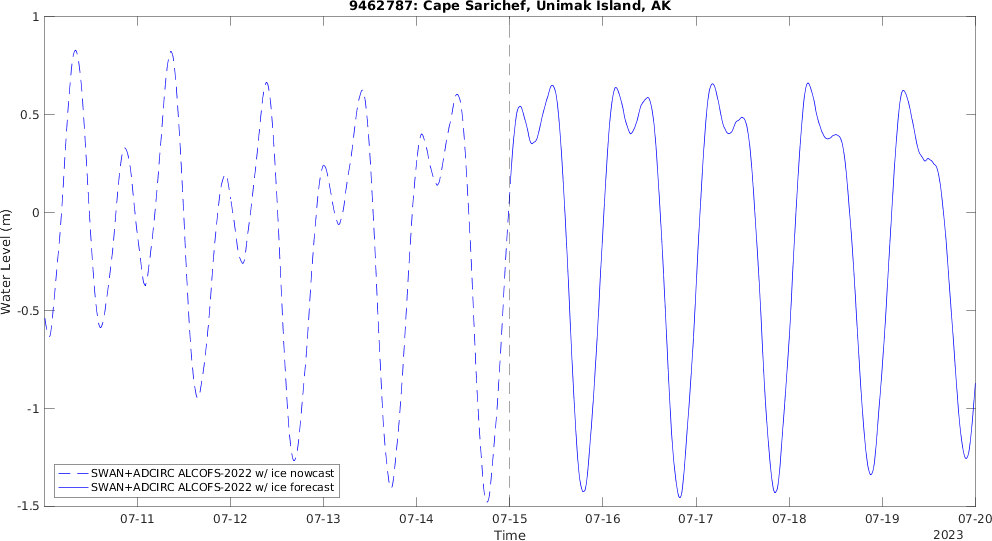 9462787: Cape Sarichef, Unimak Island, AK
1
0.5
0
-0.5
-1
-1.5
Water Level (m)
SWAN+ADCIRC ALCOFS-2022 w/ ice nowcast
SWAN+ADCIRC ALCOFS-2022 w/ ice forecast
07-11 07-12 07-13 07-14 07-15 07-16 07-17 07-18 07-19 07-20
Time
2023